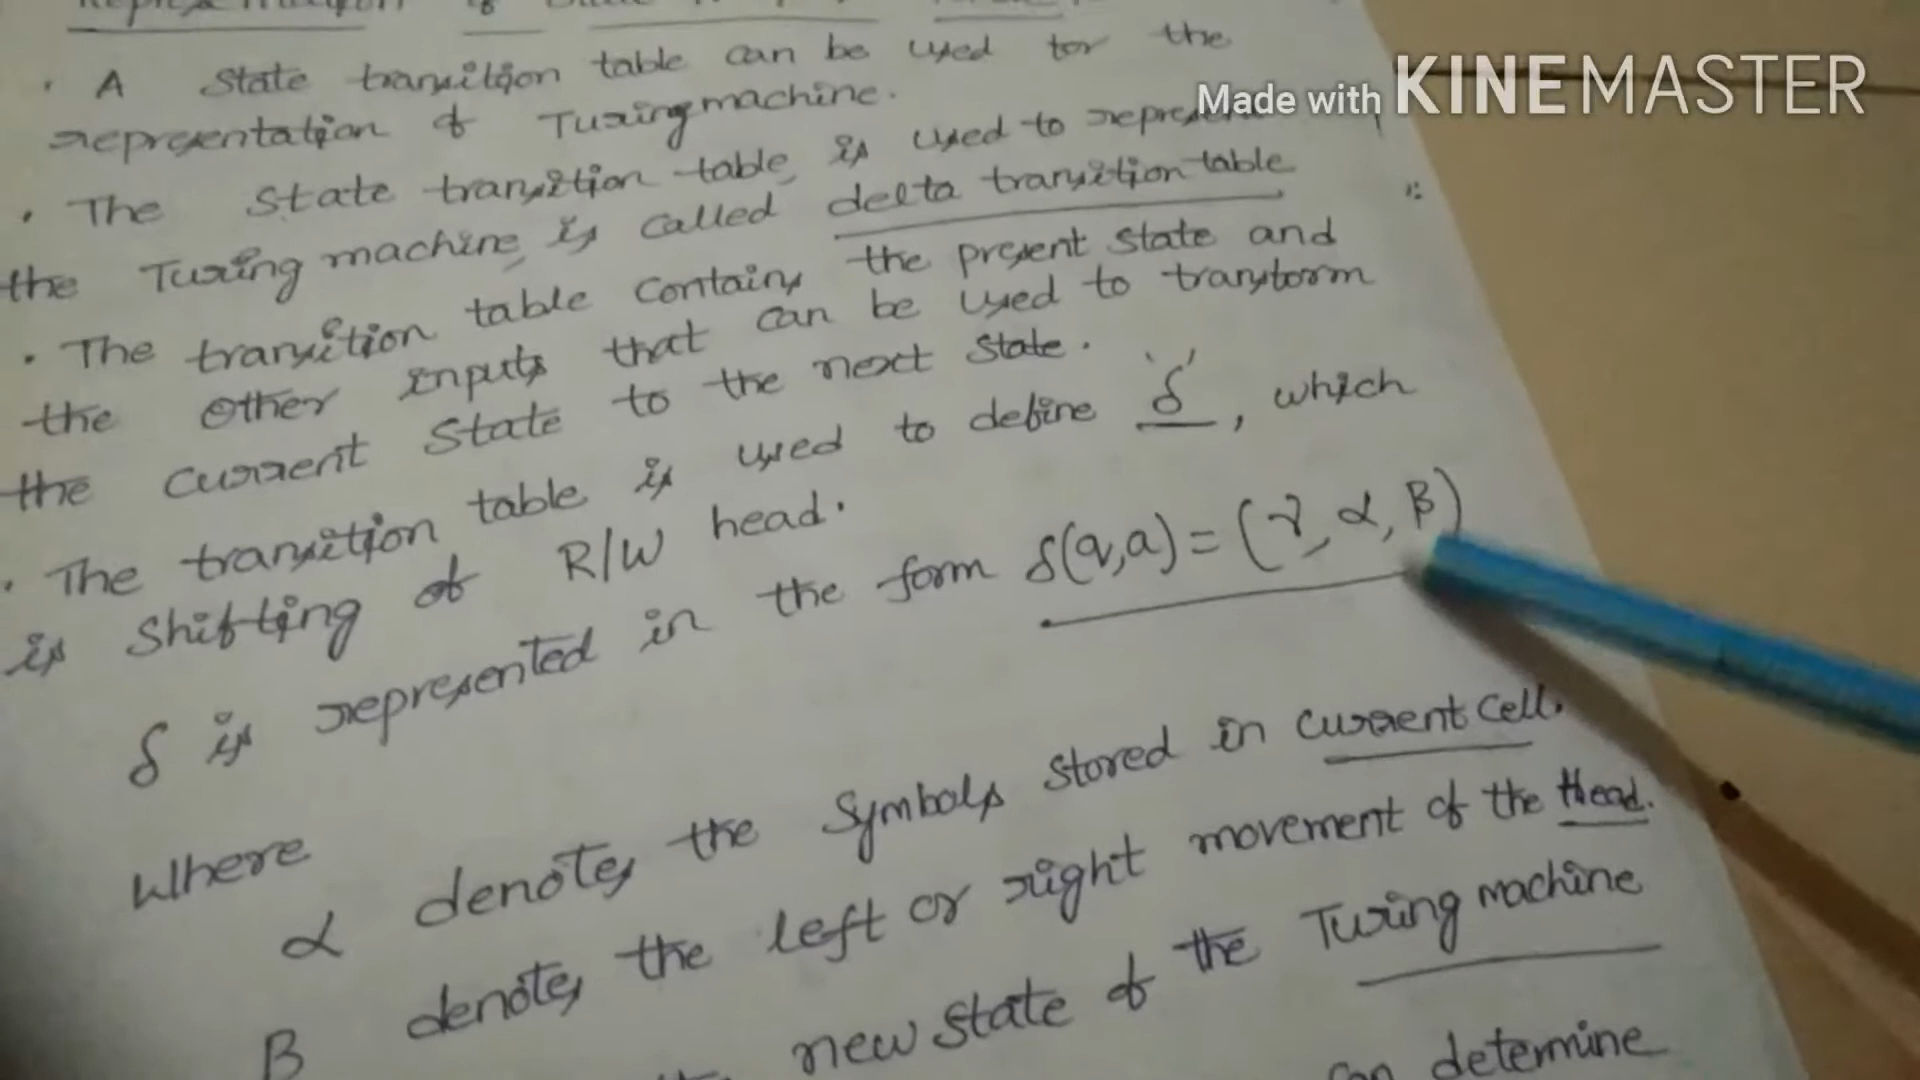 Representation of State
. A State transition table can be used for the
representation of Turing machine.
. The State transition table is used to represent
the Turing machine is called delta transition table
. The transition table contains the present state and
the other inputs that can be used to transform
the current State to the next State.
. The transition table is used to define 'δ', which
is shifting of R/W head.
δ is represented in the form δ(q,a) = (γ, α, β)
Where
α denotes the Symbols stored in current cell.
β denotes the left or right movement of the Head.
new state of the Turing machine
can determine
Made with KINEMASTER